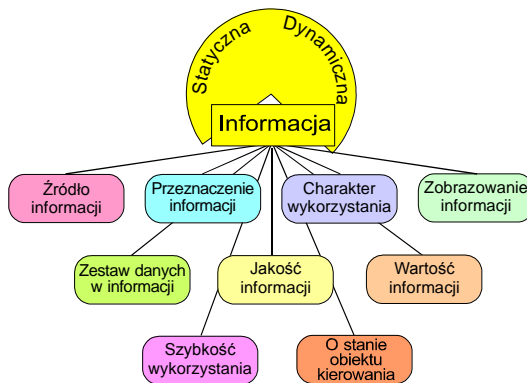 Statyczna
Dynamiczna
Informacja
Źródło
informacji
Przeznaczenie
informacji
Charakter
wykorzystania
Zobrazowanie
informacji
Zestaw danych
w informacji
Jakość
informacji
Wartość
informacji
Szybkość
wykorzystania
O stanie
obiektu
kierowania